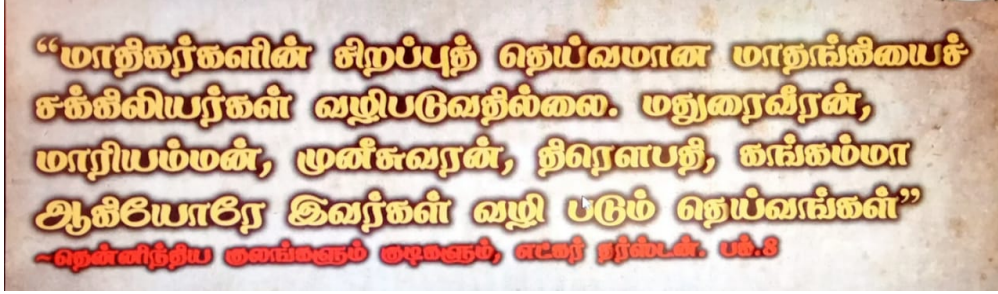 “மாதிகர்களின் சிறப்புத் தெய்வமான மாதங்கியைச்
சக்கிலியர்கள் வழிபடுவதில்லை. மதுரைவீரன்,
மாரியம்மன், முனீசுவரன், திரௌபதி, கங்கம்மா
ஆகியோரே இவர்கள் வழி படும் தெய்வங்கள்”
~தென்னிந்திய குலங்களும் குடிகளும், எட்கர் தர்ஸ்டன். பக்.8